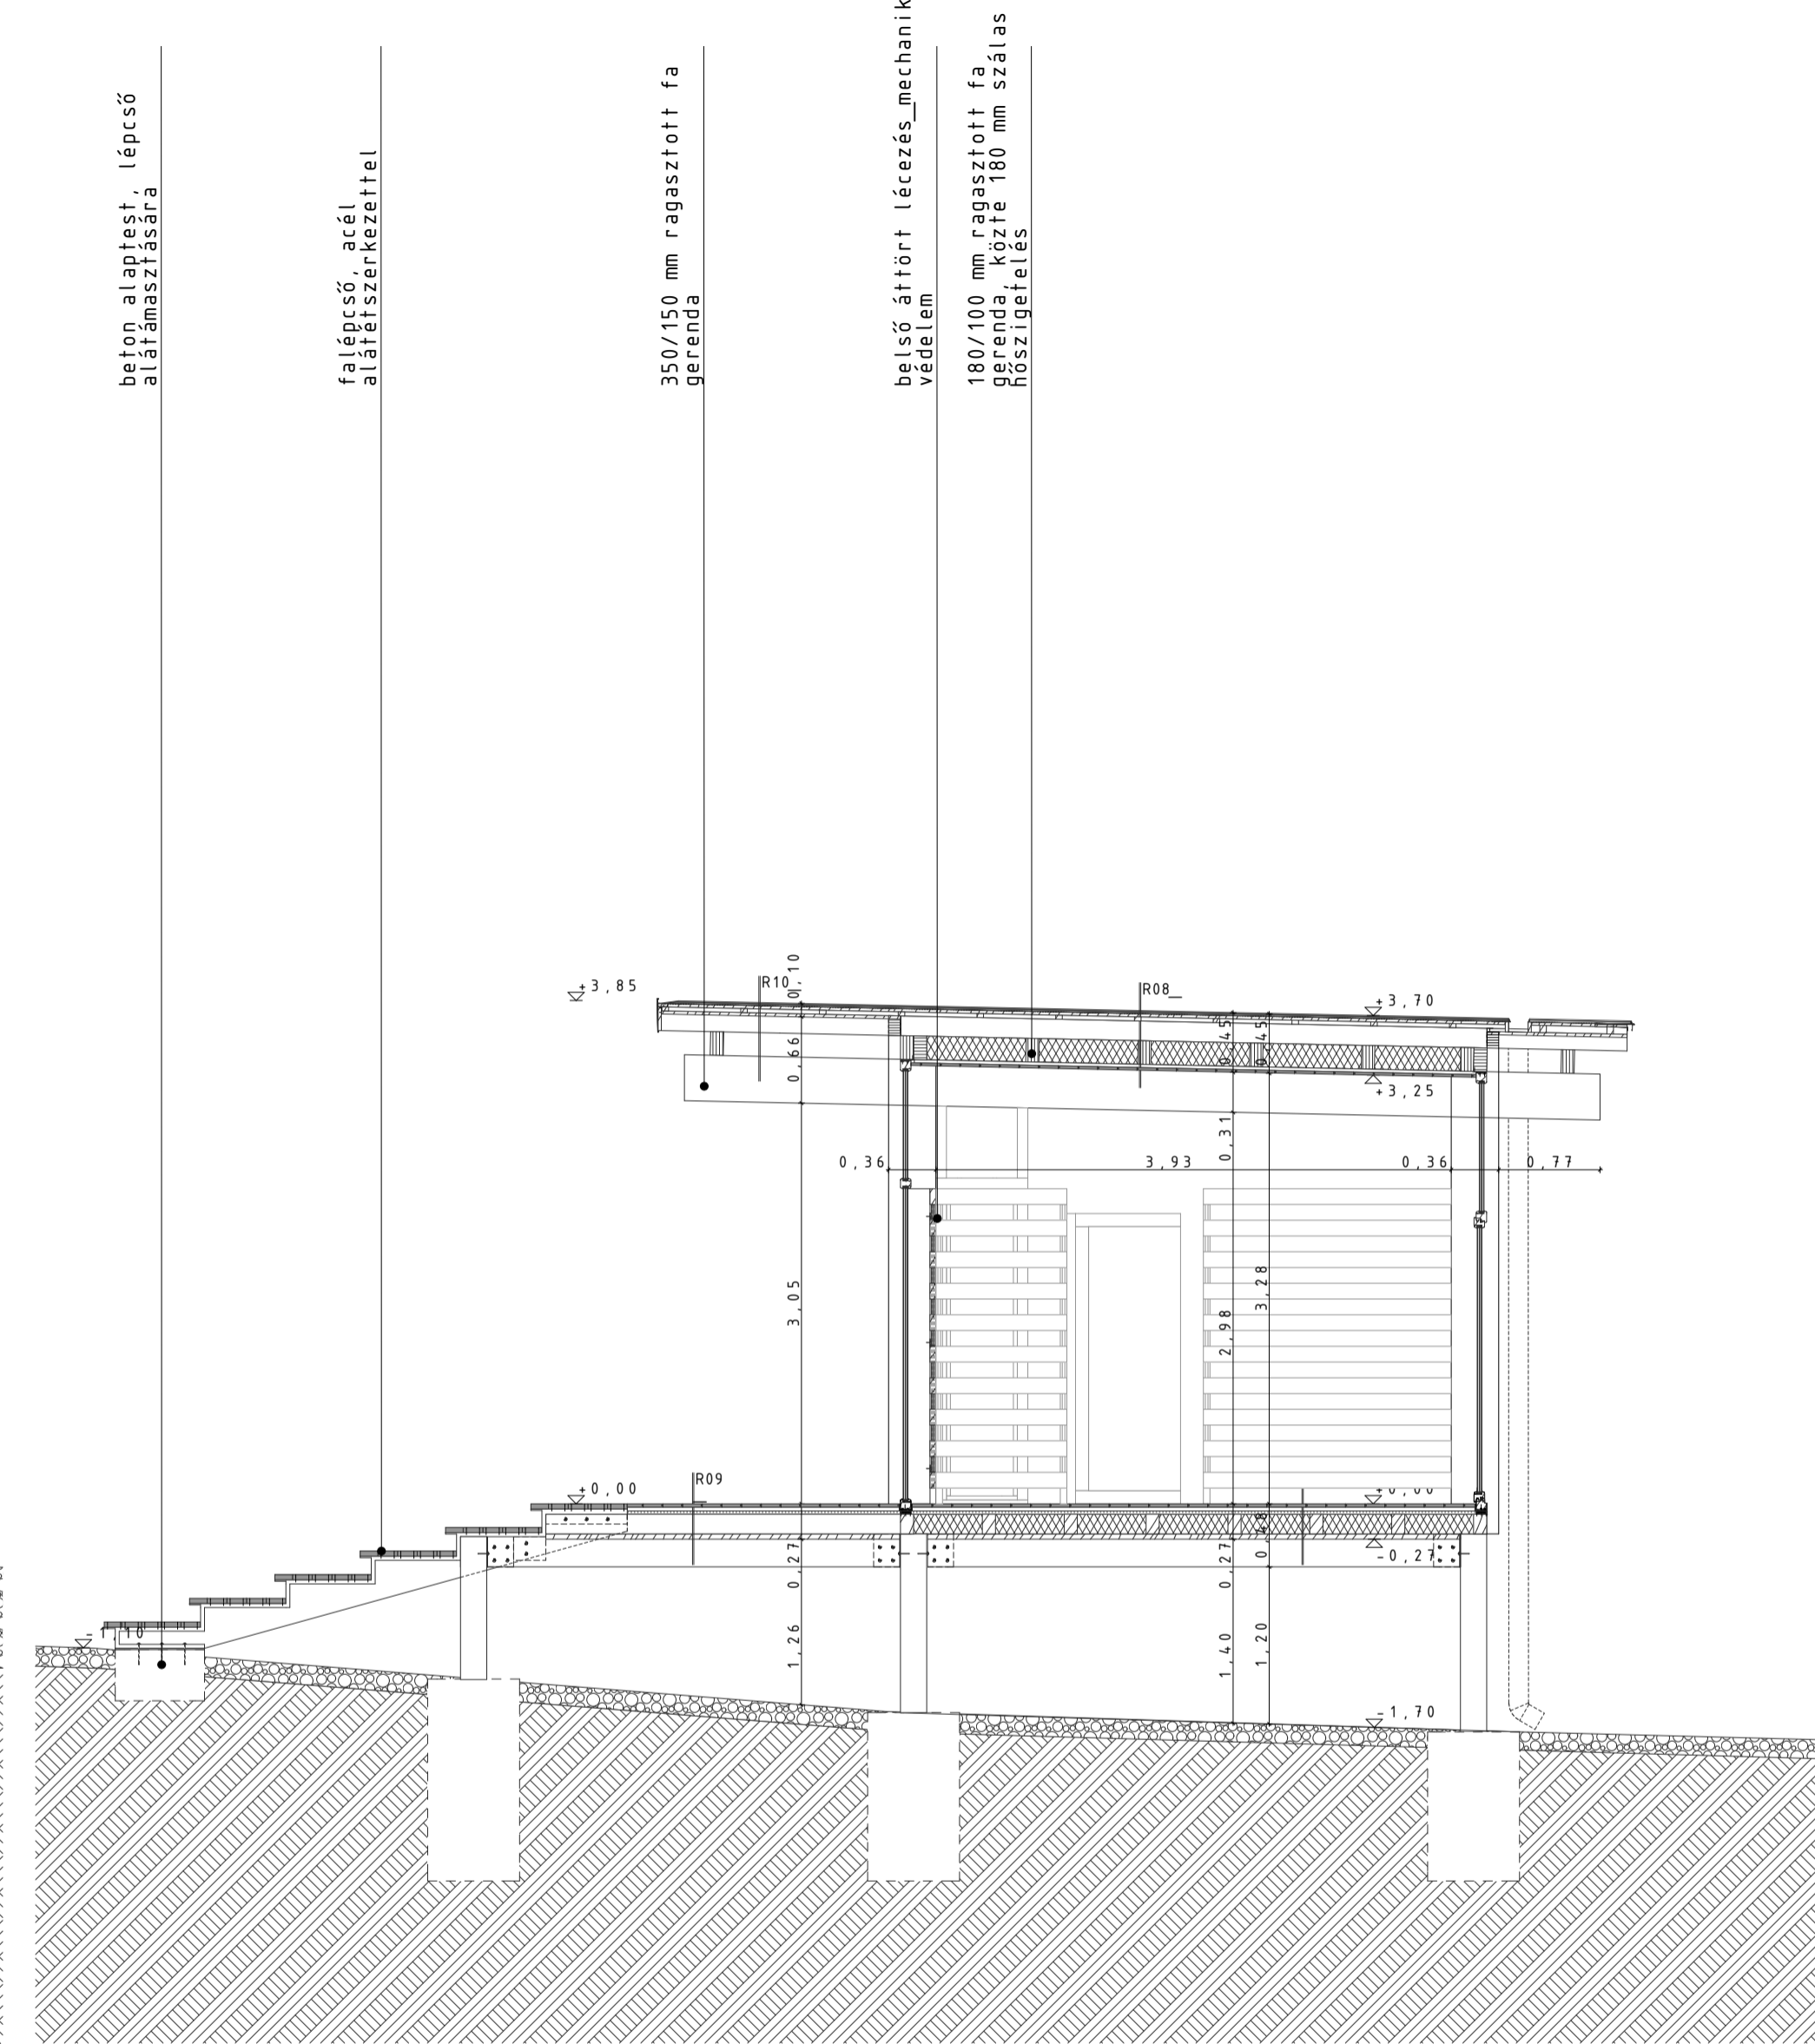 beton alaptest, lépcső
alátámasztására
falépcső, acél
alátétszerkezettel
350/150 mm ragasztott fa
gerenda
belső áttört lécezés_mechanik
védelem
180/100 mm ragasztott fa
gerenda, közte 180 mm szálas
hőszigetelés
+3,85
R10
0,10
R08_
+3,70
0,66
0,45
0,45
+3,25
0,31
0,36
3,93
0,36
0,77
3,05
3,28
2,98
R09
+0,00
+0,00
0,48
0,27
0,27
-0,27
-1,10
1,26
1,40
1,20
-1,70